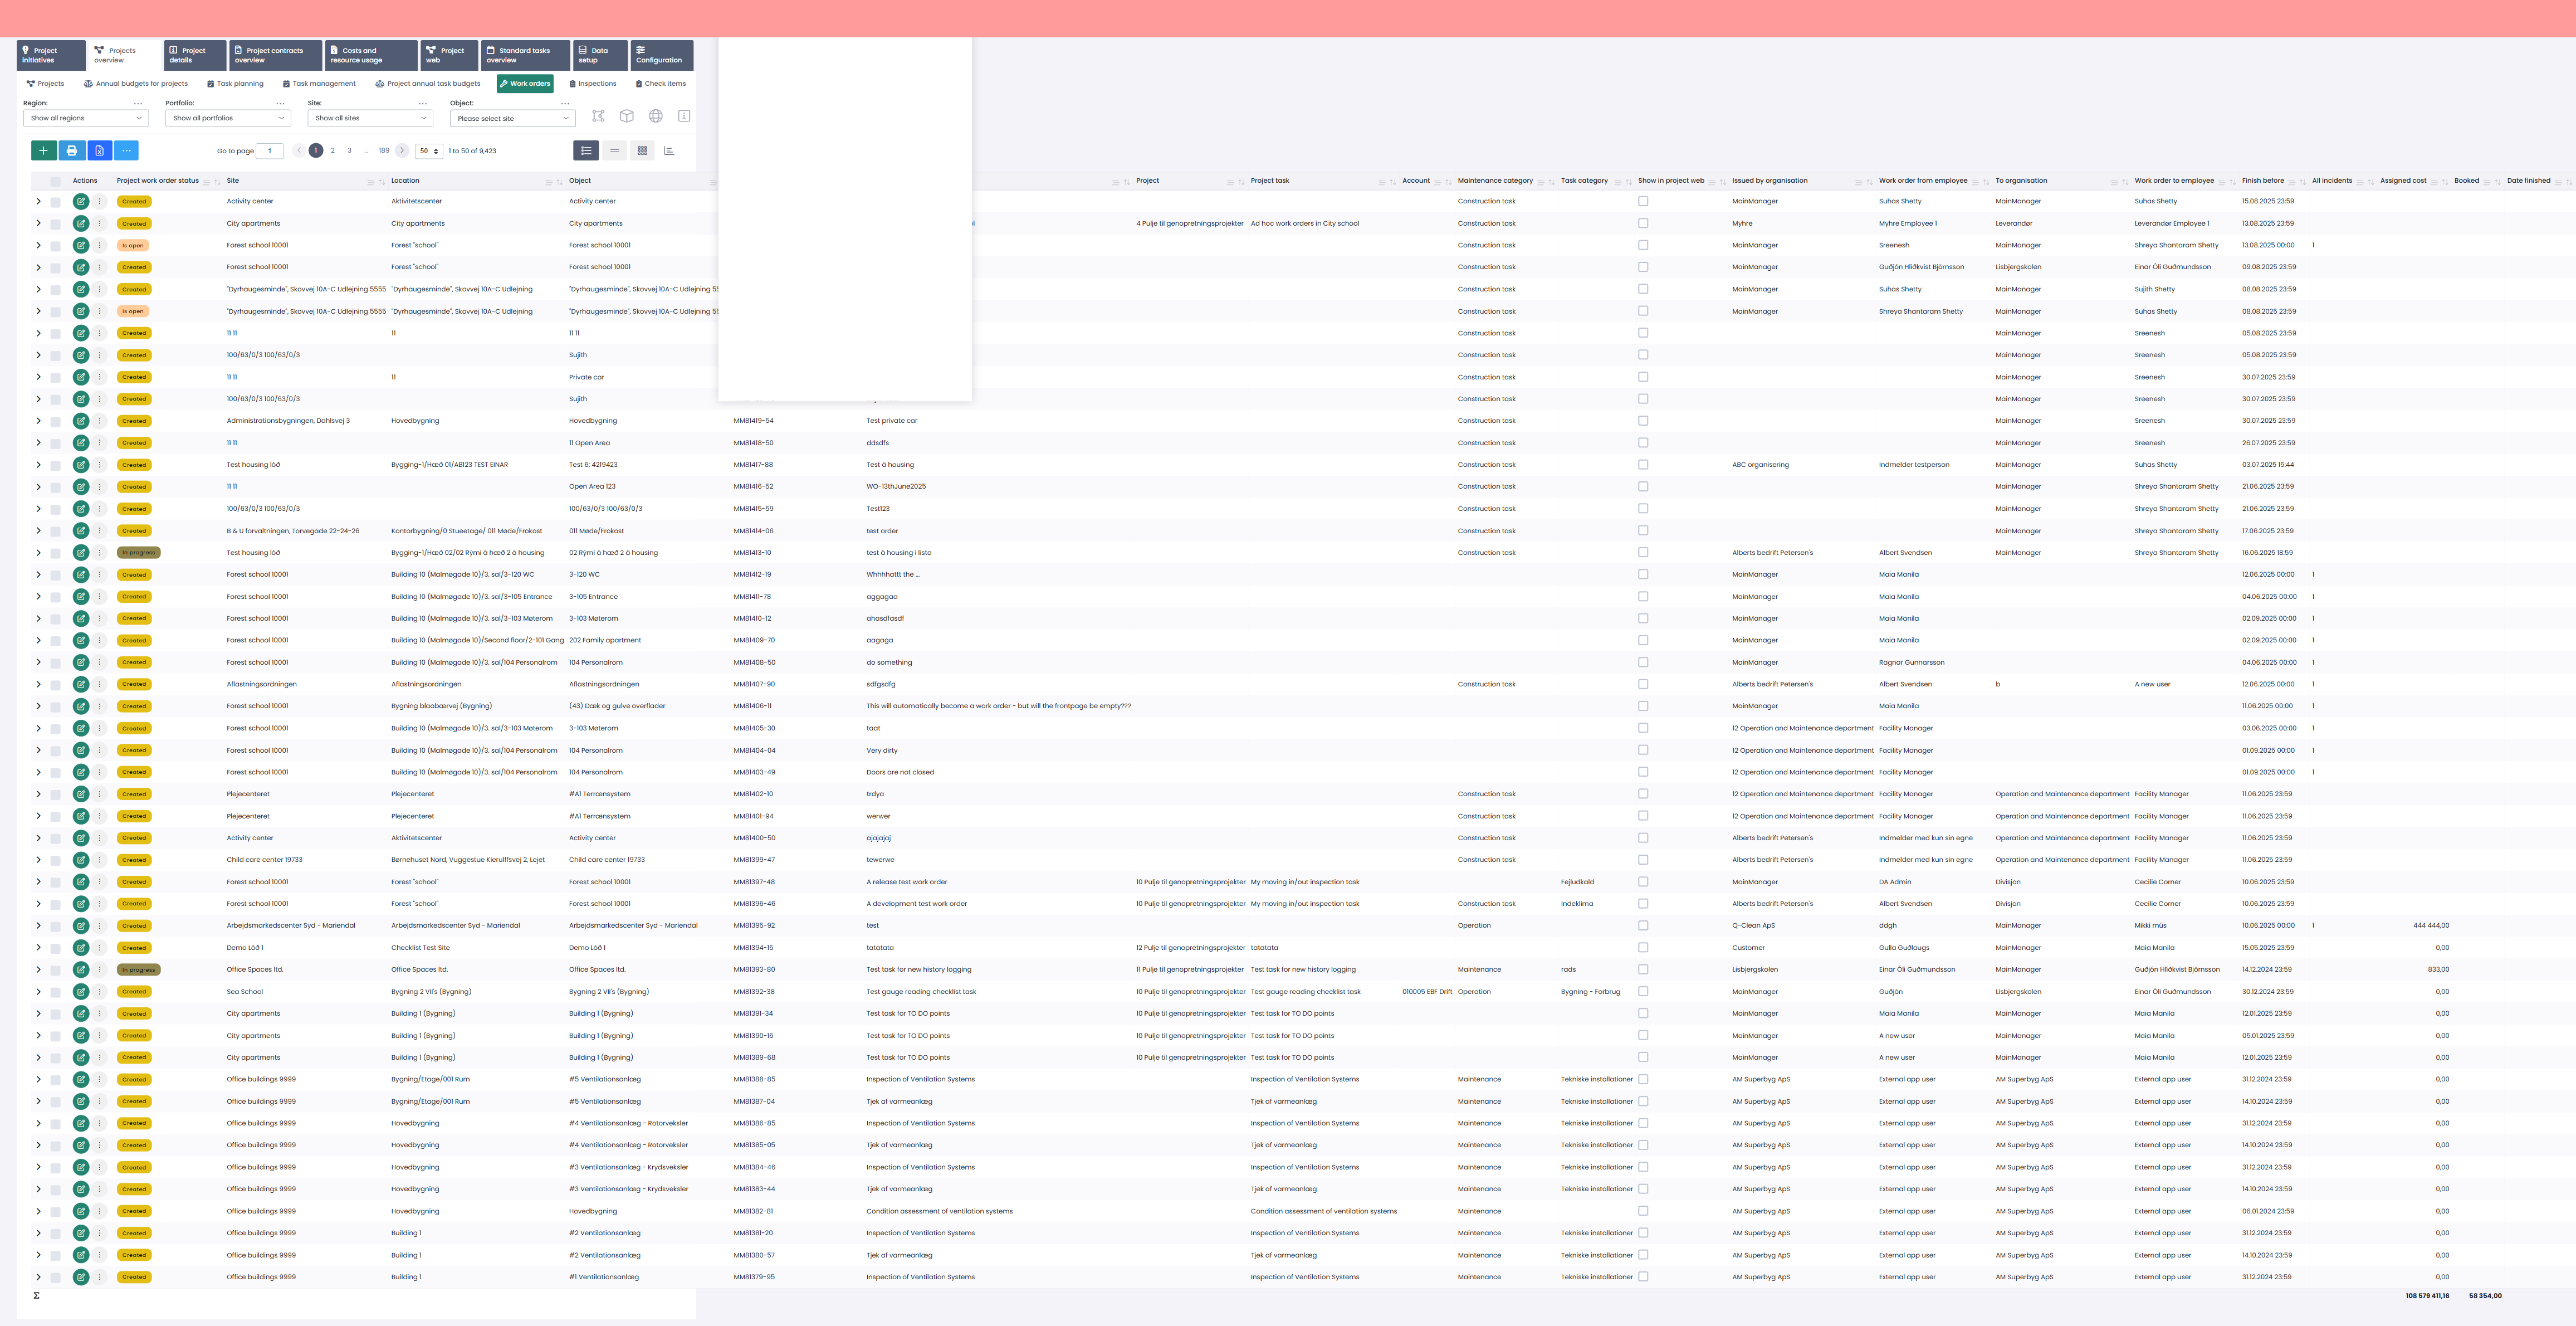 Project initiatives Projects overview Project details Project contracts overview Costs and resource usage Project web Standard tasks overview Data setup Configuration
Projects Annual budgets for projects Task planning Task management Project annual task budgets Work orders Inspections Check items
Region: ... Portfolio: ... Site: ... Object: ...
Show all regions Show all portfolios Show all sites Please select site
+ ... Go to page 1 1 2 3 ... 189 50 1 to 50 of 9,423
Actions Project work order status Site Location Object Project Project task Account Maintenance category Task category Show in project web Issued by organisation Work order from employee To organisation Work order to employee Finish before All incidents Assigned cost Booked Date finished
Created Activity center Aktivitetscenter Activity center Construction task MainManager Suhas Shetty MainManager Suhas Shetty 15.08.2025 23:59
Created City apartments City apartments City apartments 4 Pulje til genopretningsprojekter Ad hoc work orders in City school Construction task Myhre Myhre Employee 1 Leverandør Leverandør Employee 1 13.08.2025 23:59
Is open Forest school 10001 Forest "school" Forest school 10001 Construction task MainManager Sreenesh MainManager Shreya Shantaram Shetty 13.08.2025 00:00 1
Created Forest school 10001 Forest "school" Forest school 10001 Construction task MainManager Guðjón Hliðkvist Björnsson Lisbjergskolen Einar Óli Guðmundsson 09.08.2025 23:59
Created "Dyrhaugesminde", Skovvej 10A-C Udlejning 5555 "Dyrhaugesminde", Skovvej 10A-C Udlejning "Dyrhaugesminde", Skovvej 10A-C Udlejning 55 Construction task MainManager Suhas Shetty MainManager Sujith Shetty 08.08.2025 23:59
Is open "Dyrhaugesminde", Skovvej 10A-C Udlejning 5555 "Dyrhaugesminde", Skovvej 10A-C Udlejning "Dyrhaugesminde", Skovvej 10A-C Udlejning 55 Construction task MainManager Shreya Shantaram Shetty MainManager Suhas Shetty 08.08.2025 23:59
Created 11 11 11 11 11 Construction task MainManager Sreenesh 05.08.2025 23:59
Created 100/63/0/3 100/63/0/3 Sujith Construction task MainManager Sreenesh 05.08.2025 23:59
Created 11 11 11 Private car Construction task MainManager Sreenesh 30.07.2025 23:59
Created 100/63/0/3 100/63/0/3 Sujith Construction task MainManager Sreenesh 30.07.2025 23:59
Created Administrationsbygningen, Dahlsvej 3 Hovedbygning Hovedbygning MM81419-54 Test private car Construction task MainManager Sreenesh 30.07.2025 23:59
Created 11 11 11 Open Area MM81418-50 ddsdfs Construction task MainManager Sreenesh 26.07.2025 23:59
Created Test housing lóð Bygging-1/Hæð 01/AB123 TEST EINAR Test 6: 4219423 MM81417-88 Test á housing Construction task ABC organisering Indmelder testperson MainManager Suhas Shetty 03.07.2025 15:44
Created 11 11 Open Area 123 MM81416-52 WO-13thJune2025 Construction task MainManager Shreya Shantaram Shetty 21.06.2025 23:59
Created 100/63/0/3 100/63/0/3 100/63/0/3 100/63/0/3 MM81415-59 Test123 Construction task MainManager Shreya Shantaram Shetty 21.06.2025 23:59
Created B & U forvaltningen, Torvegade 22-24-26 Kontorbygning/0 Stueetage/ 011 Møde/Frokost 011 Møde/Frokost MM81414-06 test order Construction task MainManager Shreya Shantaram Shetty 17.06.2025 23:59
In progress Test housing lóð Bygging-1/Hæð 02/02 Rými á hæð 2 á housing 02 Rými á hæð 2 á housing MM81413-10 test á housing í lista Construction task Alberts bedrift Petersen's Albert Svendsen MainManager Shreya Shantaram Shetty 16.06.2025 18:59
Created Forest school 10001 Building 10 (Malmøgade 10)/3. sal/3-120 WC 3-120 WC MM81412-19 Whhhhattt the ... MainManager Maia Manila 12.06.2025 00:00 1
Created Forest school 10001 Building 10 (Malmøgade 10)/3. sal/3-105 Entrance 3-105 Entrance MM81411-78 aggagaa MainManager Maia Manila 04.06.2025 00:00 1
Created Forest school 10001 Building 10 (Malmøgade 10)/3. sal/3-103 Møterom 3-103 Møterom MM81410-12 ahasdfasdf MainManager Maia Manila 02.09.2025 00:00 1
Created Forest school 10001 Building 10 (Malmøgade 10)/Second floor/2-101 Gang 202 Family apartment MM81409-70 aagaga MainManager Maia Manila 02.09.2025 00:00 1
Created Forest school 10001 Building 10 (Malmøgade 10)/3. sal/104 Personalrom 104 Personalrom MM81408-50 do something MainManager Ragnar Gunnarsson 04.06.2025 00:00 1
Created Aflastningsordningen Aflastningsordningen Aflastningsordningen MM81407-90 sdfgsdfg Construction task Alberts bedrift Petersen's Albert Svendsen b A new user 12.06.2025 00:00 1
Created Forest school 10001 Bygning blaabærvej (Bygning) (43) Dæk og gulve overflader MM81406-11 This will automatically become a work order - but will the frontpage be empty??? MainManager Maia Manila 11.06.2025 00:00 1
Created Forest school 10001 Building 10 (Malmøgade 10)/3. sal/3-103 Møterom 3-103 Møterom MM81405-30 taat 12 Operation and Maintenance department Facility Manager 03.06.2025 00:00 1
Created Forest school 10001 Building 10 (Malmøgade 10)/3. sal/104 Personalrom 104 Personalrom MM81404-04 Very dirty 12 Operation and Maintenance department Facility Manager 01.09.2025 00:00 1
Created Forest school 10001 Building 10 (Malmøgade 10)/3. sal/104 Personalrom 104 Personalrom MM81403-49 Doors are not closed 12 Operation and Maintenance department Facility Manager 01.09.2025 00:00 1
Created Plejecenteret Plejecenteret #A1 Terrænsystem MM81402-10 trdya Construction task 12 Operation and Maintenance department Facility Manager Operation and Maintenance department Facility Manager 11.06.2025 23:59
Created Plejecenteret Plejecenteret #A1 Terrænsystem MM81401-94 werwer Construction task 12 Operation and Maintenance department Facility Manager Operation and Maintenance department Facility Manager 11.06.2025 23:59
Created Activity center Aktivitetscenter Activity center MM81400-50 ajajajaj Construction task Alberts bedrift Petersen's Indmelder med kun sin egne Operation and Maintenance department Facility Manager 11.06.2025 23:59
Created Child care center 19733 Børnehuset Nord, Vuggestue Kierulffsvej 2, Lejet Child care center 19733 MM81399-47 tewerwe Construction task Alberts bedrift Petersen's Indmelder med kun sin egne Operation and Maintenance department Facility Manager 11.06.2025 23:59
Created Forest school 10001 Forest "school" Forest school 10001 MM81397-48 A release test work order 10 Pulje til genopretningsprojekter My moving in/out inspection task Fejludkald MainManager DA Admin Divisjon Cecilie Corner 10.06.2025 23:59
Created Forest school 10001 Forest "school" Forest school 10001 MM81396-46 A development test work order 10 Pulje til genopretningsprojekter My moving in/out inspection task Construction task Indeklima Alberts bedrift Petersen's Albert Svendsen Divisjon Cecilie Corner 10.06.2025 23:59
Created Arbejdsmarkedscenter Syd - Mariendal Arbejdsmarkedscenter Syd - Mariendal Arbejdsmarkedscenter Syd - Mariendal MM81395-92 test Operation Q-Clean ApS ddgh MainManager Mikki mús 10.06.2025 00:00 1 444 444,00
Created Demo Lóð 1 Checklist Test Site Demo Lóð 1 MM81394-15 tatatata 12 Pulje til genopretningsprojekter tatatata Customer Gulla Guðlaugs MainManager Maia Manila 15.05.2025 23:59 0,00
In progress Office Spaces ltd. Office Spaces ltd. Office Spaces ltd. MM81393-80 Test task for new history logging 11 Pulje til genopretningsprojekter Test task for new history logging Maintenance rads Lisbjergskolen Einar Óli Guðmundsson MainManager Guðjón Hliðkvist Björnsson 14.12.2024 23:59 833,00
Created Sea School Bygning 2 VII's (Bygning) Bygning 2 VII's (Bygning) MM81392-38 Test gauge reading checklist task 10 Pulje til genopretningsprojekter Test gauge reading checklist task 010005 EBF Drift Operation Bygning - Forbrug MainManager Guðjón Lisbjergskolen Einar Óli Guðmundsson 30.12.2024 23:59 0,00
Created City apartments Building 1 (Bygning) Building 1 (Bygning) MM81391-34 Test task for TO DO points 10 Pulje til genopretningsprojekter Test task for TO DO points MainManager Maia Manila MainManager Maia Manila 12.01.2025 23:59 0,00
Created City apartments Building 1 (Bygning) Building 1 (Bygning) MM81390-16 Test task for TO DO points 10 Pulje til genopretningsprojekter Test task for TO DO points MainManager A new user MainManager Maia Manila 05.01.2025 23:59 0,00
Created City apartments Building 1 (Bygning) Building 1 (Bygning) MM81389-68 Test task for TO DO points 10 Pulje til genopretningsprojekter Test task for TO DO points MainManager A new user MainManager Maia Manila 12.01.2025 23:59 0,00
Created Office buildings 9999 Bygning/Etage/001 Rum #5 Ventilationsanlæg MM81388-85 Inspection of Ventilation Systems Inspection of Ventilation Systems Maintenance Tekniske installationer AM Superbyg ApS External app user AM Superbyg ApS External app user 31.12.2024 23:59 0,00
Created Office buildings 9999 Bygning/Etage/001 Rum #5 Ventilationsanlæg MM81387-04 Tjek af varmeanlæg Tjek af varmeanlæg Maintenance Tekniske installationer AM Superbyg ApS External app user AM Superbyg ApS External app user 14.10.2024 23:59 0,00
Created Office buildings 9999 Hovedbygning #4 Ventilationsanlæg - Rotorveksler MM81386-85 Inspection of Ventilation Systems Inspection of Ventilation Systems Maintenance Tekniske installationer AM Superbyg ApS External app user AM Superbyg ApS External app user 31.12.2024 23:59 0,00
Created Office buildings 9999 Hovedbygning #4 Ventilationsanlæg - Rotorveksler MM81385-05 Tjek af varmeanlæg Tjek af varmeanlæg Maintenance Tekniske installationer AM Superbyg ApS External app user AM Superbyg ApS External app user 14.10.2024 23:59 0,00
Created Office buildings 9999 Hovedbygning #3 Ventilationsanlæg - Krydsveksler MM81384-46 Inspection of Ventilation Systems Inspection of Ventilation Systems Maintenance Tekniske installationer AM Superbyg ApS External app user AM Superbyg ApS External app user 31.12.2024 23:59 0,00
Created Office buildings 9999 Hovedbygning #3 Ventilationsanlæg - Krydsveksler MM81383-44 Tjek af varmeanlæg Tjek af varmeanlæg Maintenance Tekniske installationer AM Superbyg ApS External app user AM Superbyg ApS External app user 14.10.2024 23:59 0,00
Created Office buildings 9999 Hovedbygning Hovedbygning MM81382-81 Condition assessment of ventilation systems Condition assessment of ventilation systems Maintenance AM Superbyg ApS External app user AM Superbyg ApS External app user 06.01.2024 23:59 0,00
Created Office buildings 9999 Building 1 #2 Ventilationsanlæg MM81381-20 Inspection of Ventilation Systems Inspection of Ventilation Systems Maintenance Tekniske installationer AM Superbyg ApS External app user AM Superbyg ApS External app user 31.12.2024 23:59 0,00
Created Office buildings 9999 Building 1 #2 Ventilationsanlæg MM81380-57 Tjek af varmeanlæg Tjek af varmeanlæg Maintenance Tekniske installationer AM Superbyg ApS External app user AM Superbyg ApS External app user 14.10.2024 23:59 0,00
Created Office buildings 9999 Building 1 #1 Ventilationsanlæg MM81379-95 Inspection of Ventilation Systems Inspection of Ventilation Systems Maintenance Tekniske installationer AM Superbyg ApS External app user AM Superbyg ApS External app user 31.12.2024 23:59 0,00
Σ 108 579 411,16 58 354,00